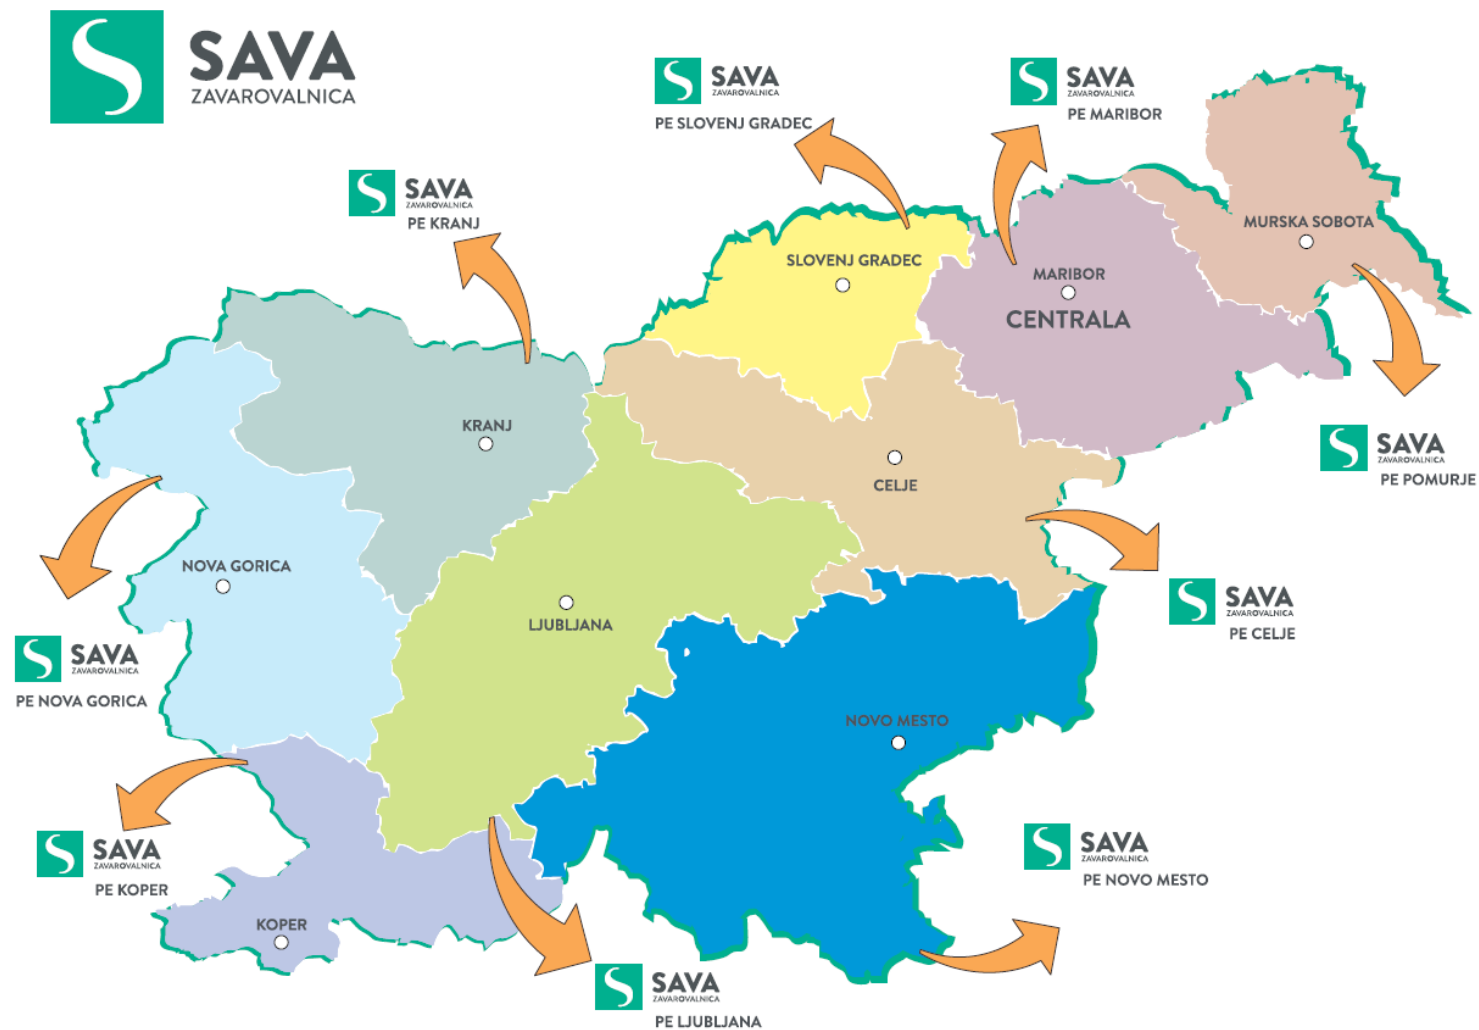 SAVA
ZAVAROVALNICA
SAVA
ZAVAROVALNICA
PE SLOVENJ GRADEC
SAVA
ZAVAROVALNICA
PE MARIBOR
SAVA
ZAVAROVALNICA
PE KRANJ
MURSKA SOBOTA
SLOVENJ GRADEC
MARIBOR
CENTRALA
KRANJ
SAVA
ZAVAROVALNICA
PE POMURJE
CELJE
NOVA GORICA
LJUBLJANA
SAVA
ZAVAROVALNICA
PE CELJE
SAVA
ZAVAROVALNICA
PE NOVA GORICA
NOVO MESTO
SAVA
ZAVAROVALNICA
PE KOPER
SAVA
ZAVAROVALNICA
PE NOVO MESTO
KOPER
SAVA
ZAVAROVALNICA
PE LJUBLJANA